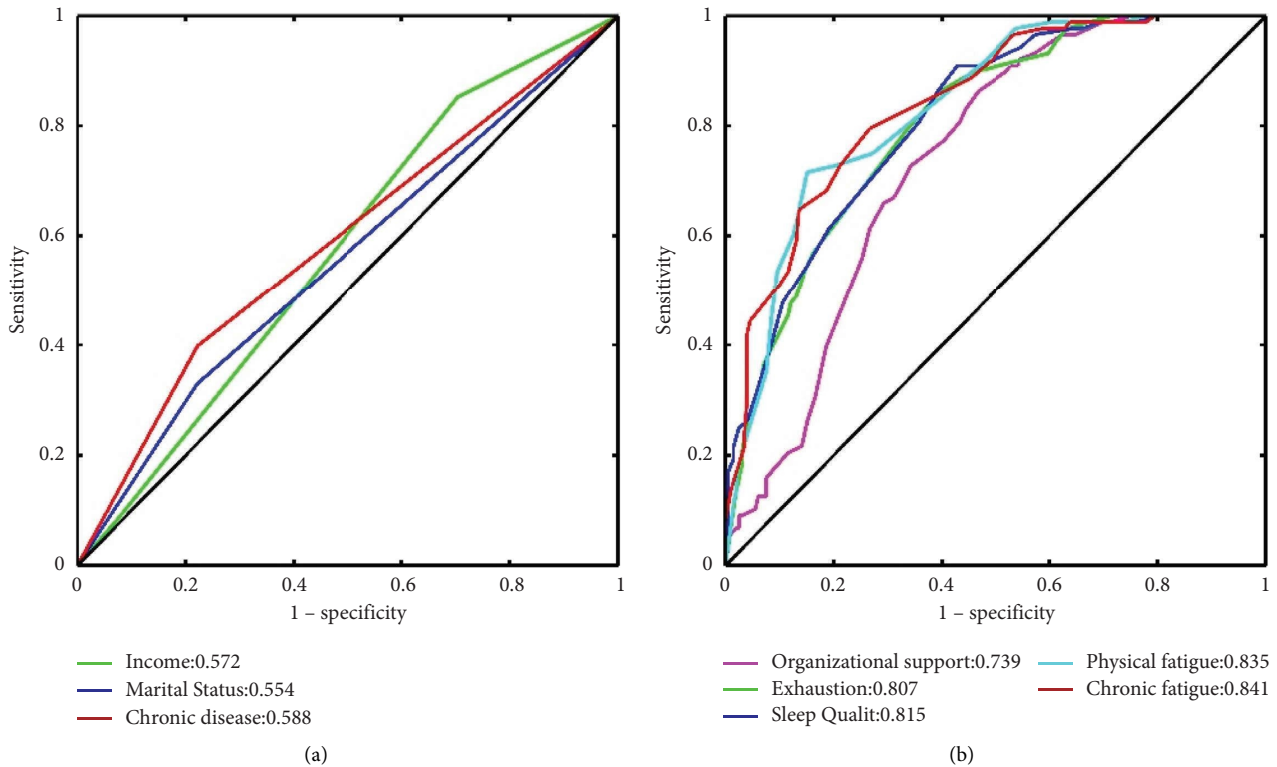 1
0.8
0.6
0.4
0.2
0
Sensitivity
0 0.2 0.4 0.6 0.8 1
1 – specificity
Income:0.572
Marital Status:0.554
Chronic disease:0.588
(a)
1
0.8
0.6
0.4
0.2
0
Sensitivity
0 0.2 0.4 0.6 0.8 1
1 – specificity
Organizational support:0.739
Exhaustion:0.807
Sleep Qualit:0.815
Physical fatigue:0.835
Chronic fatigue:0.841
(b)